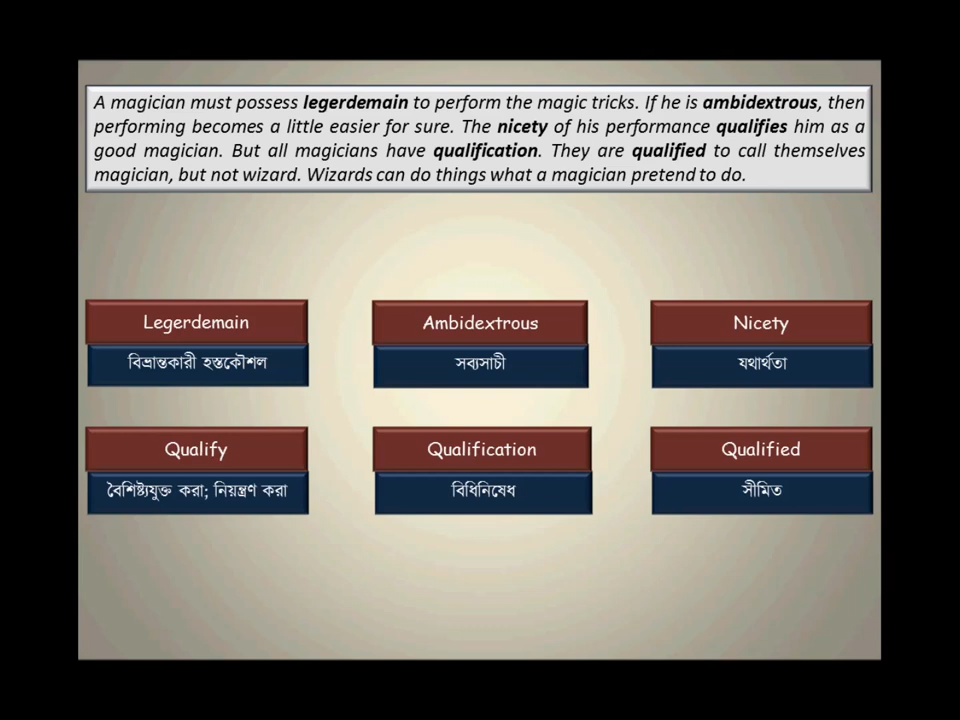 A magician must possess legerdemain to perform the magic tricks. If he is ambidextrous, then
performing becomes a little easier for sure. The nicety of his performance qualifies him as a
good magician. But all magicians have qualification. They are qualified to call themselves
magician, but not wizard. Wizards can do things what a magician pretend to do.
Legerdemain
বিভ্রান্তকারী হস্তকৌশল
Ambidextrous
সব্যসাচী
Nicety
যথার্থতা
Qualify
বৈশিষ্ট্যযুক্ত করা; নিয়ন্ত্রণ করা
Qualification
বিধিনিষেধ
Qualified
সীমিত